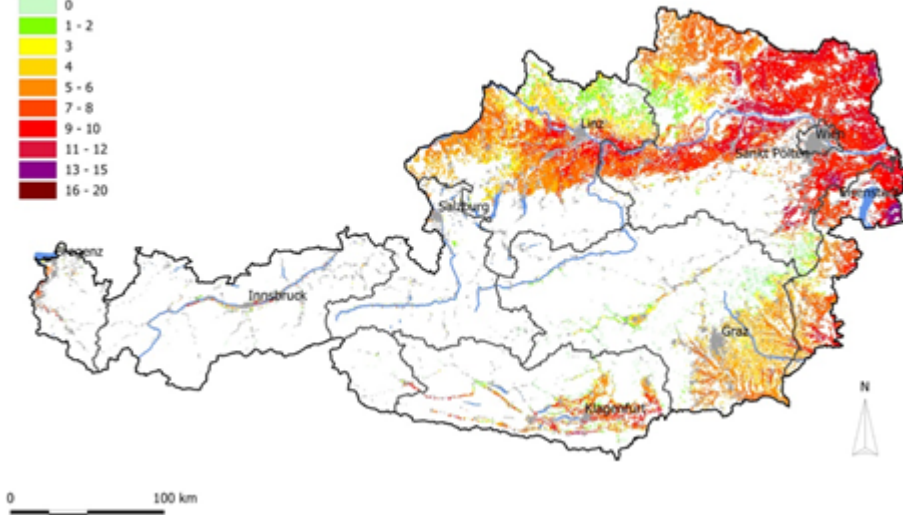 0
1 - 2
3
4
5 - 6
7 - 8
9 - 10
11 - 12
13 - 15
16 - 20
Linz
Wien
Sankt Pölten
Salzburg
Innsbruck
Graz
Klagenfurt
N
0 100 km